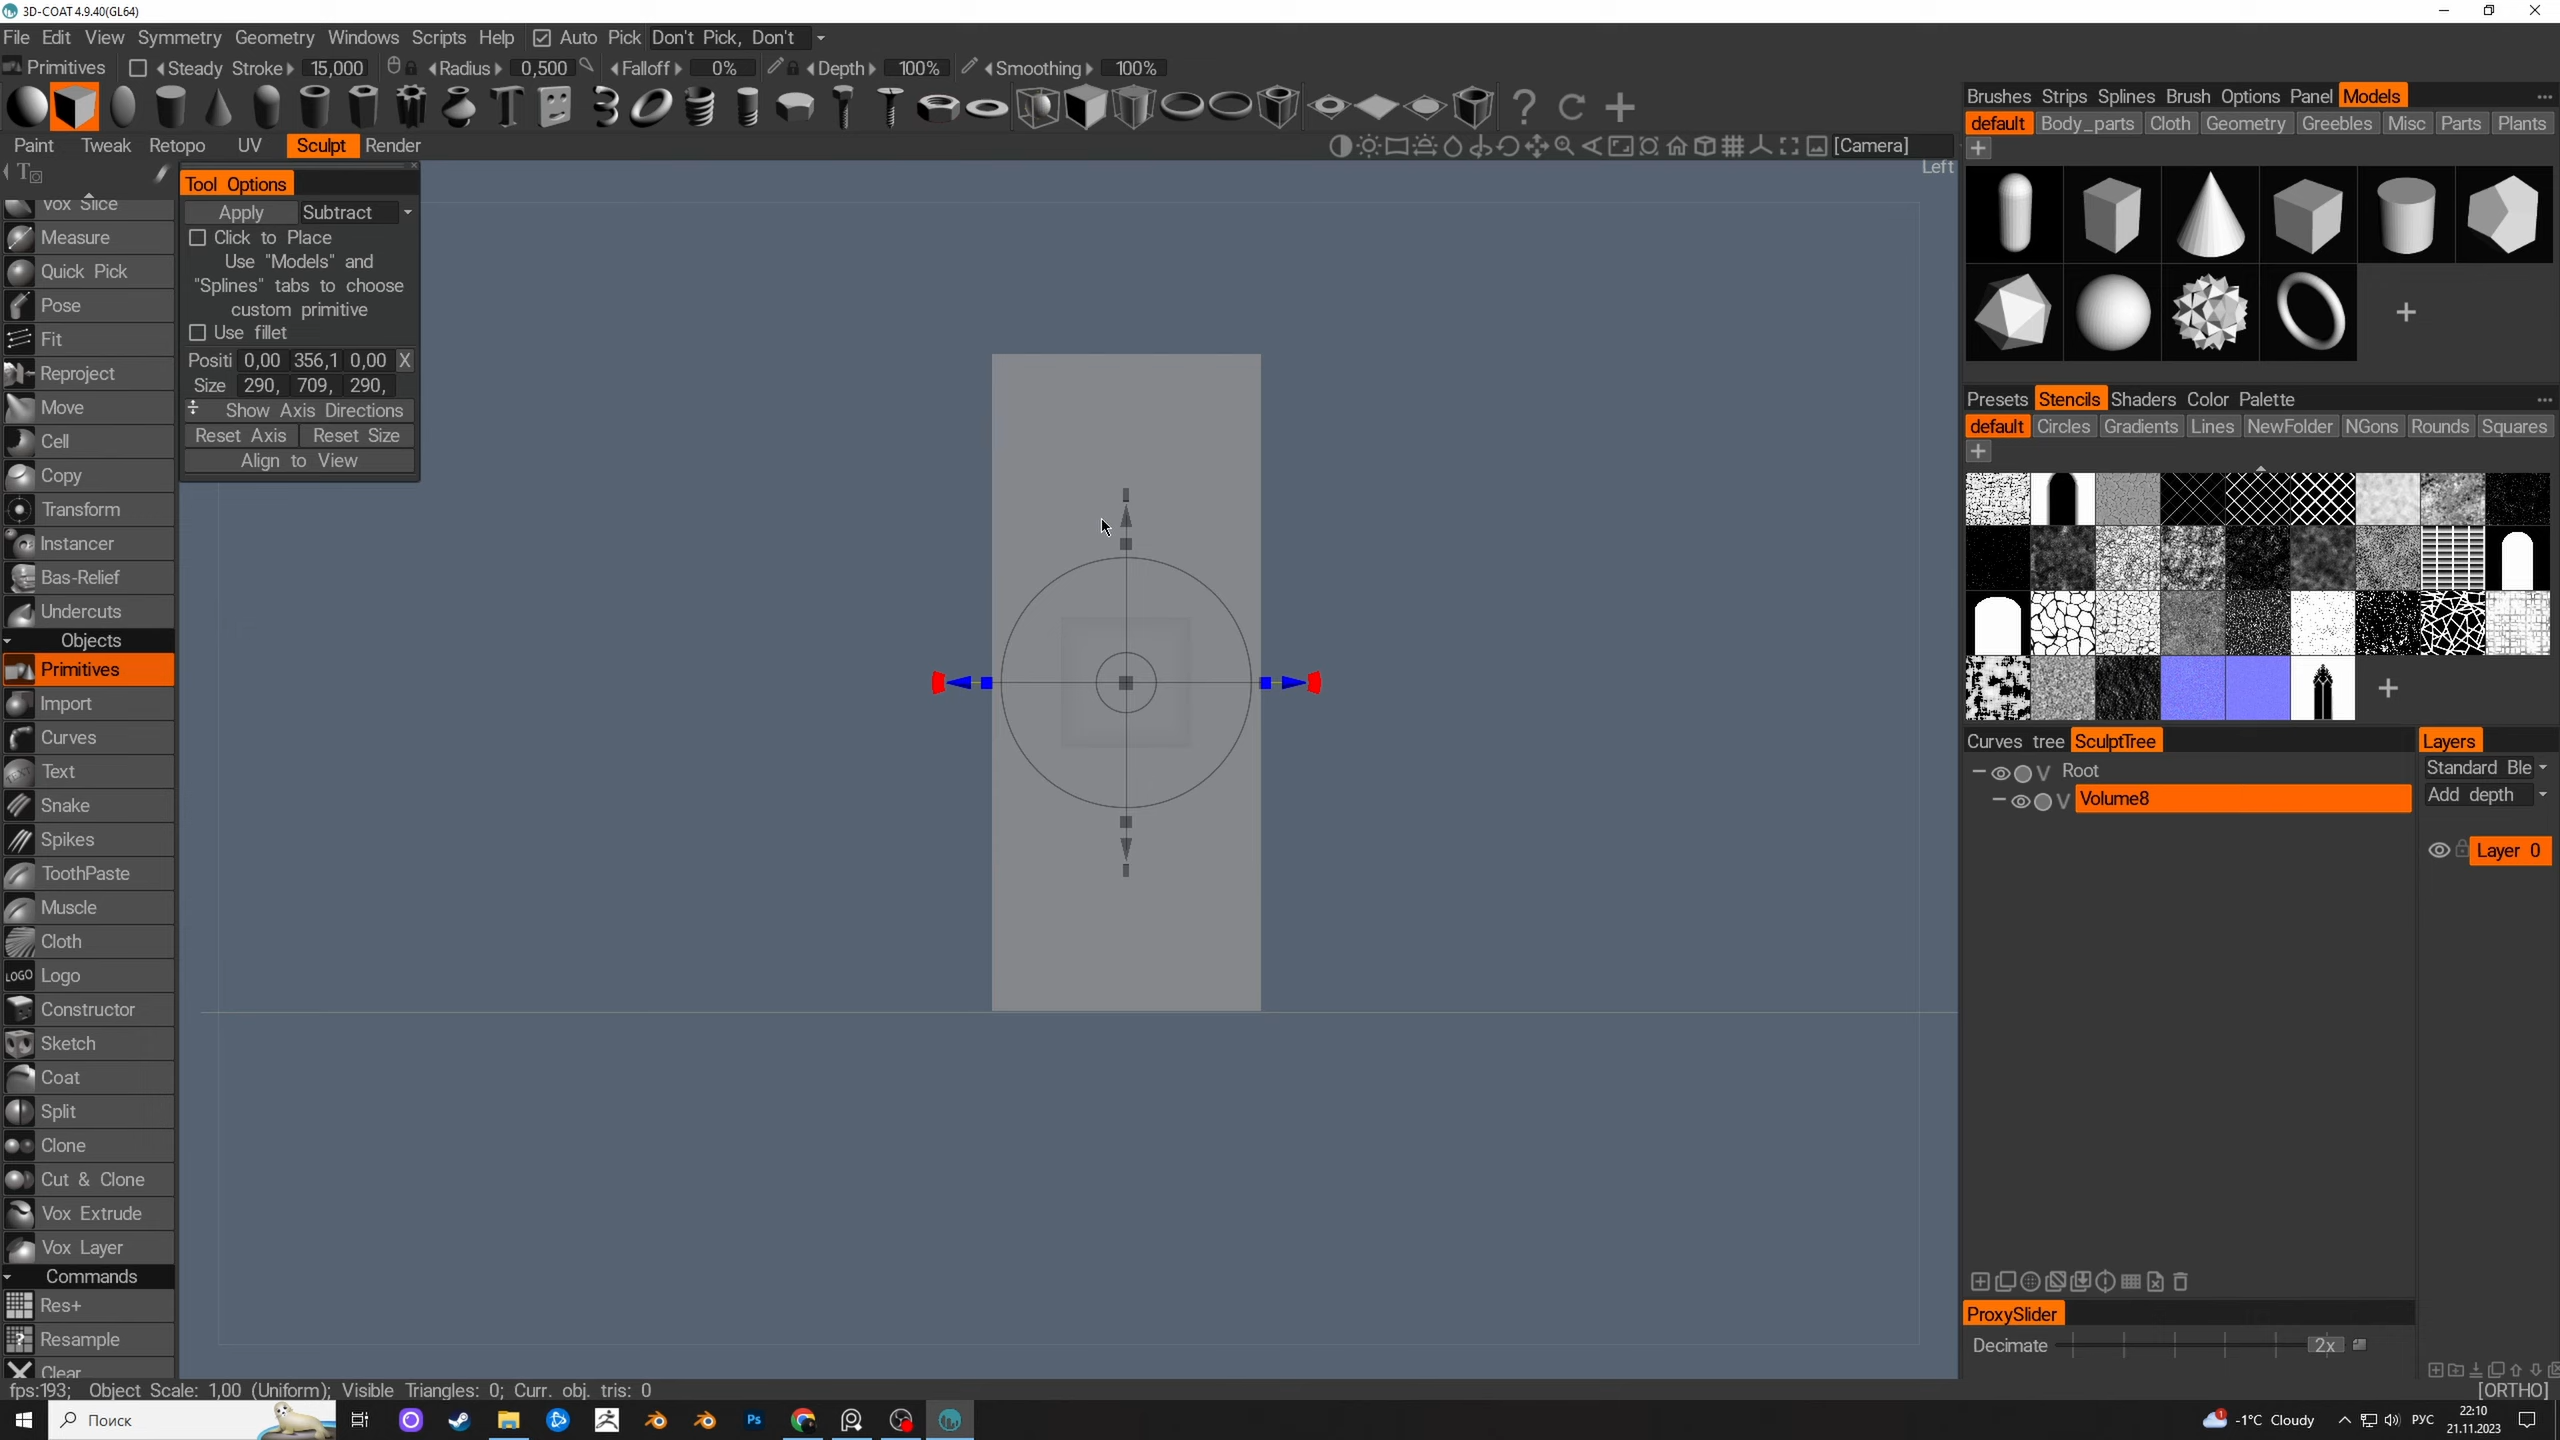 3D-COAT 4.9.40(GL64)
File Edit View Symmetry Geometry Windows Scripts Help Auto Pick Don't Pick, Don't
Primitives Steady Stroke 15,000 Radius 0,500 Falloff 0% Depth 100% Smoothing 100%
Paint Tweak Retopo UV Sculpt Render [Camera]
Left
Vox Slice
Measure
Quick Pick
Pose
Fit
Reproject
Move
Cell
Copy
Transform
Instancer
Bas-Relief
Undercuts
Objects
Primitives
Import
Curves
Text
Snake
Spikes
ToothPaste
Muscle
Cloth
LOGO Logo
Constructor
Sketch
Coat
Split
Clone
Cut & Clone
Vox Extrude
Vox Layer
Commands
Res+
Resample
Clear
Tool Options
Apply Subtract
Click to Place
Use "Models" and
"Splines" tabs to choose
custom primitive
Use fillet
Positi 0,00 356,1 0,00 X
Size 290, 709, 290,
Show Axis Directions
Reset Axis Reset Size
Align to View
Brushes Strips Splines Brush Options Panel Models
default Body_parts Cloth Geometry Greebles Misc Parts Plants
Presets Stencils Shaders Color Palette
default Circles Gradients Lines NewFolder NGons Rounds Squares
Curves tree SculptTree
V Root
V Volume8
Layers
Standard Ble
Add depth
Layer 0
ProxySlider
Decimate 2x
fps:193; Object Scale: 1,00 (Uniform); Visible Triangles: 0; Curr. obj. tris: 0
[ORTHO]
Поиск
Ps
-1°C Cloudy
РУС
22:10
21.11.2023